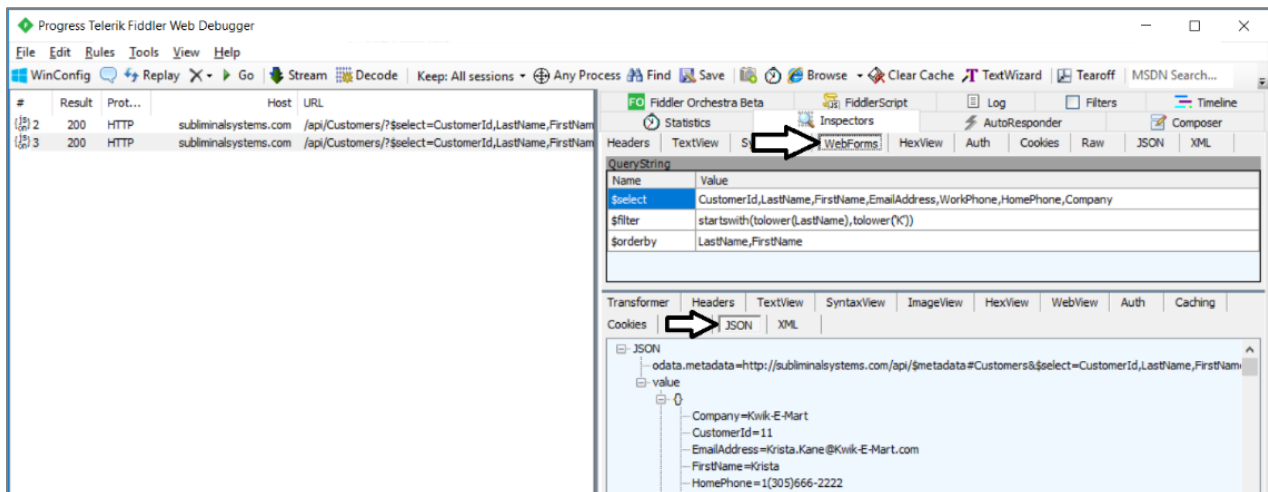 Progress Telerik Fiddler Web Debugger
File Edit Rules Tools View Help
WinConfig Replay Go Stream Decode Keep: All sessions Any Process Find Save Browse Clear Cache TextWizard Tearoff MSDN Search...
# Result Prot... Host URL
2 200 HTTP subliminalsystems.com /api/Customers/?$select=CustomerId,LastName,FirstNam
3 200 HTTP subliminalsystems.com /api/Customers/?$select=CustomerId,LastName,FirstNam
FO Fiddler Orchestra Beta FiddlerScript Log Filters Timeline
Statistics Inspectors AutoResponder Composer
Headers TextView WebForms HexView Auth Cookies Raw JSON XML
QueryString
Name Value
$select CustomerId,LastName,FirstName,EmailAddress,WorkPhone,HomePhone,Company
$filter startswith(tolower(LastName),tolower('K'))
$orderby LastName,FirstName
Transformer Headers TextView SyntaxView ImageView HexView WebView Auth Caching
Cookies JSON XML
JSON
odata.metadata=http://subliminalsystems.com/api/$metadata#Customers&$select=CustomerId,LastName,FirstName
value
{}
Company=Kwik-E-Mart
CustomerId=11
EmailAddress=Krista.Kane@Kwik-E-Mart.com
FirstName=Krista
HomePhone=1(305)666-2222